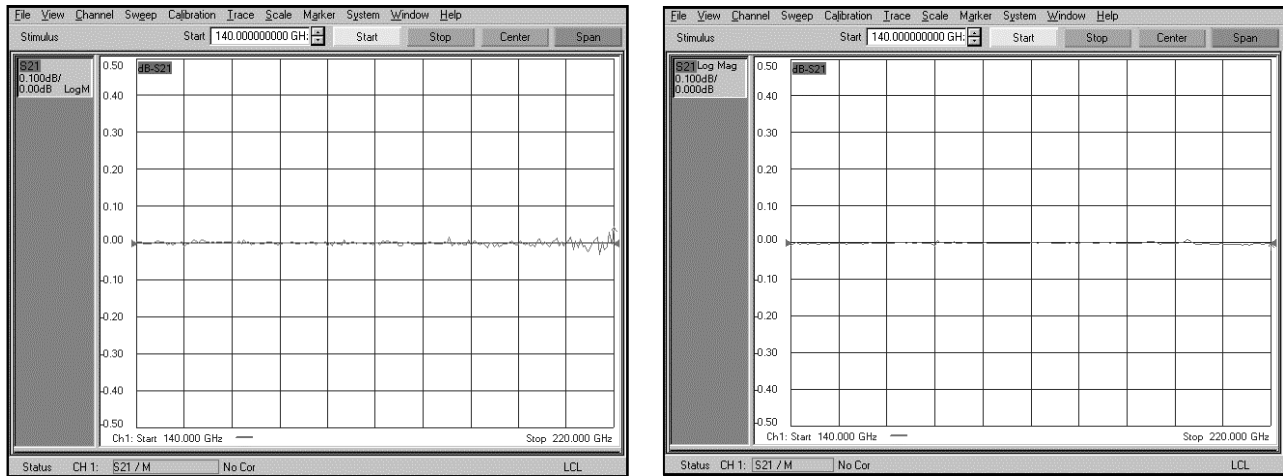 File View Channel Sweep Calibration Trace Scale Marker System Window Help
Stimulus Start 140.000000000 GH: Start Stop Center Span
S21
0.100dB/
0.00dB LogM
dB-S21
0.50
0.40
0.30
0.20
0.10
0.00
-0.10
-0.20
-0.30
-0.40
-0.50
Ch1: Start 140.000 GHz Stop 220.000 GHz
Status CH 1: S21 / M No Cor LCL
File View Channel Sweep Calibration Trace Scale Marker System Window Help
Stimulus Start 140.000000000 GH: Start Stop Center Span
S21 Log Mag
0.100dB/
0.000dB
dB-S21
0.50
0.40
0.30
0.20
0.10
0.00
-0.10
-0.20
-0.30
-0.40
-0.50
Ch1: Start 140.000 GHz Stop 220.000 GHz
Status CH 1: S21 / M No Cor LCL